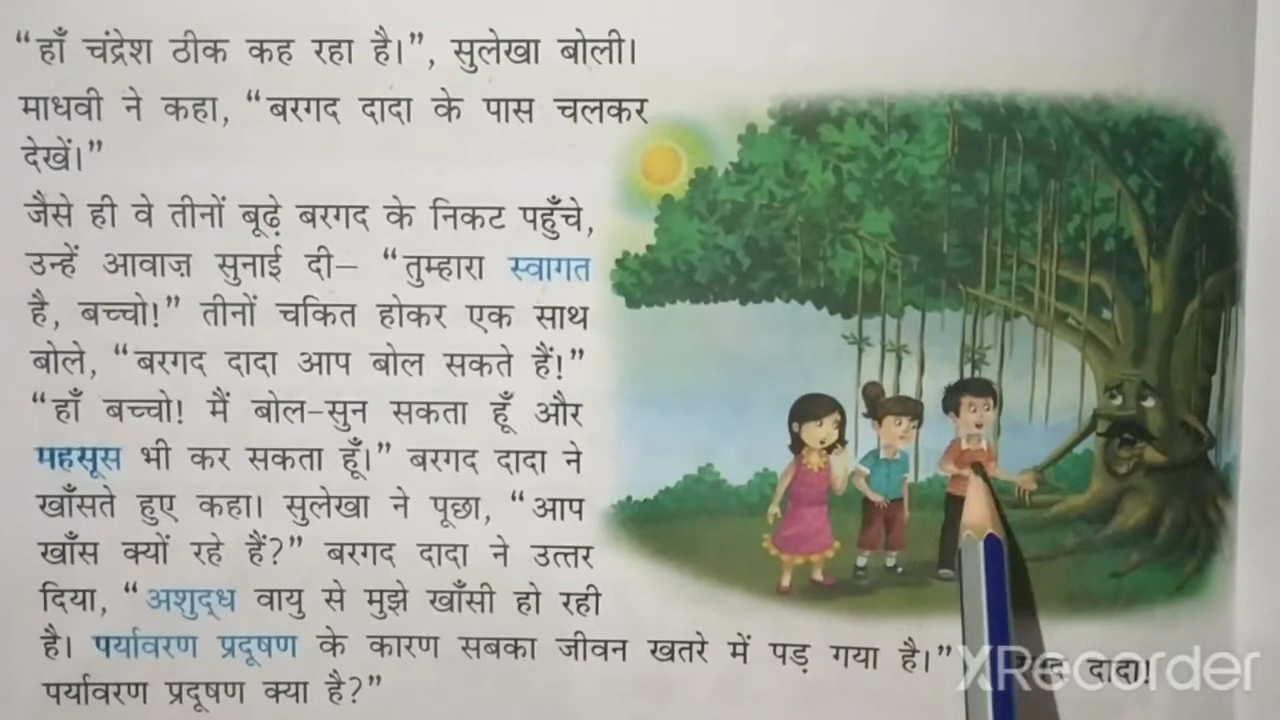 “हाँ चंद्रेश ठीक कह रहा है।”, सुलेखा बोली।
माधवी ने कहा, “बरगद दादा के पास चलकर
देखें।”
जैसे ही वे तीनों बूढ़े बरगद के निकट पहुँचे,
उन्हें आवाज़ सुनाई दी– “तुम्हारा स्वागत
है, बच्चो!” तीनों चकित होकर एक साथ
बोले, “बरगद दादा आप बोल सकते हैं!”
“हाँ बच्चो! मैं बोल-सुन सकता हूँ और
महसूस भी कर सकता हूँ।” बरगद दादा ने
खाँसते हुए कहा। सुलेखा ने पूछा, “आप
खाँस क्यों रहे हैं?” बरगद दादा ने उत्तर
दिया, “अशुद्ध वायु से मुझे खाँसी हो रही
है। पर्यावरण प्रदूषण के कारण सबका जीवन खतरे में पड़ गया है।” दादा!
पर्यावरण प्रदूषण क्या है?”
XRecorder